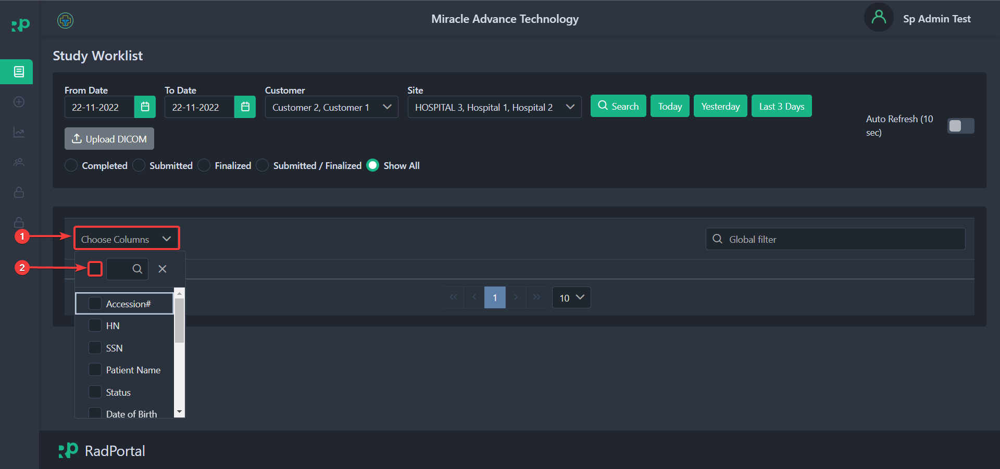 Miracle Advance Technology
Sp Admin Test
Study Worklist
From Date
To Date
Customer
Site
22-11-2022
22-11-2022
Customer 2, Customer 1
HOSPITAL 3, Hospital 1, Hospital 2
Search
Today
Yesterday
Last 3 Days
Auto Refresh (10
sec)
Upload DICOM
Completed
Submitted
Finalized
Submitted / Finalized
Show All
1
Choose Columns
Global filter
2
Accession#
HN
SSN
Patient Name
Status
Date of Birth
1
10
RadPortal